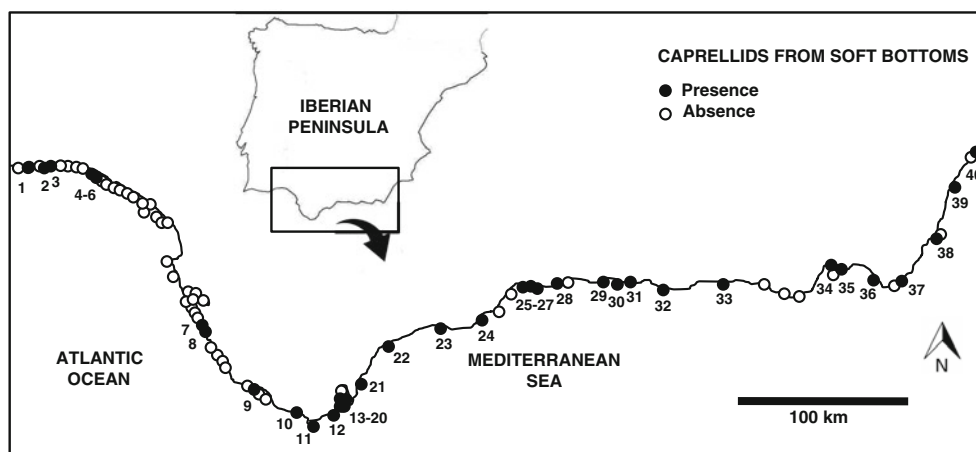 CAPRELLIDS FROM SOFT BOTTOMS
Presence
Absence
IBERIAN
PENINSULA
1
2
3
4-6
7
8
9
10
11
12
13-20
21
22
23
24
25-27
28
29
30
31
32
33
34
35
36
37
38
39
40
ATLANTIC
OCEAN
MEDITERRANEAN
SEA
N
100 km